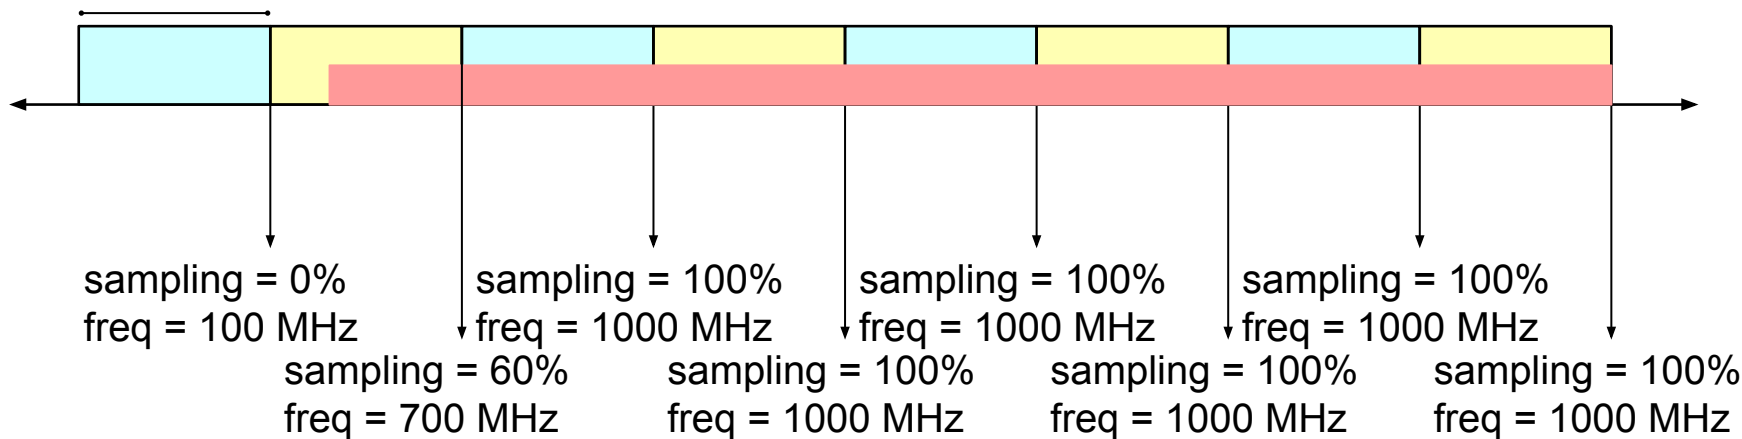 sampling = 0%
freq = 100 MHz
sampling = 60%
freq = 700 MHz
sampling = 100%
freq = 1000 MHz
sampling = 100%
freq = 1000 MHz
sampling = 100%
freq = 1000 MHz
sampling = 100%
freq = 1000 MHz
sampling = 100%
freq = 1000 MHz
sampling = 100%
freq = 1000 MHz